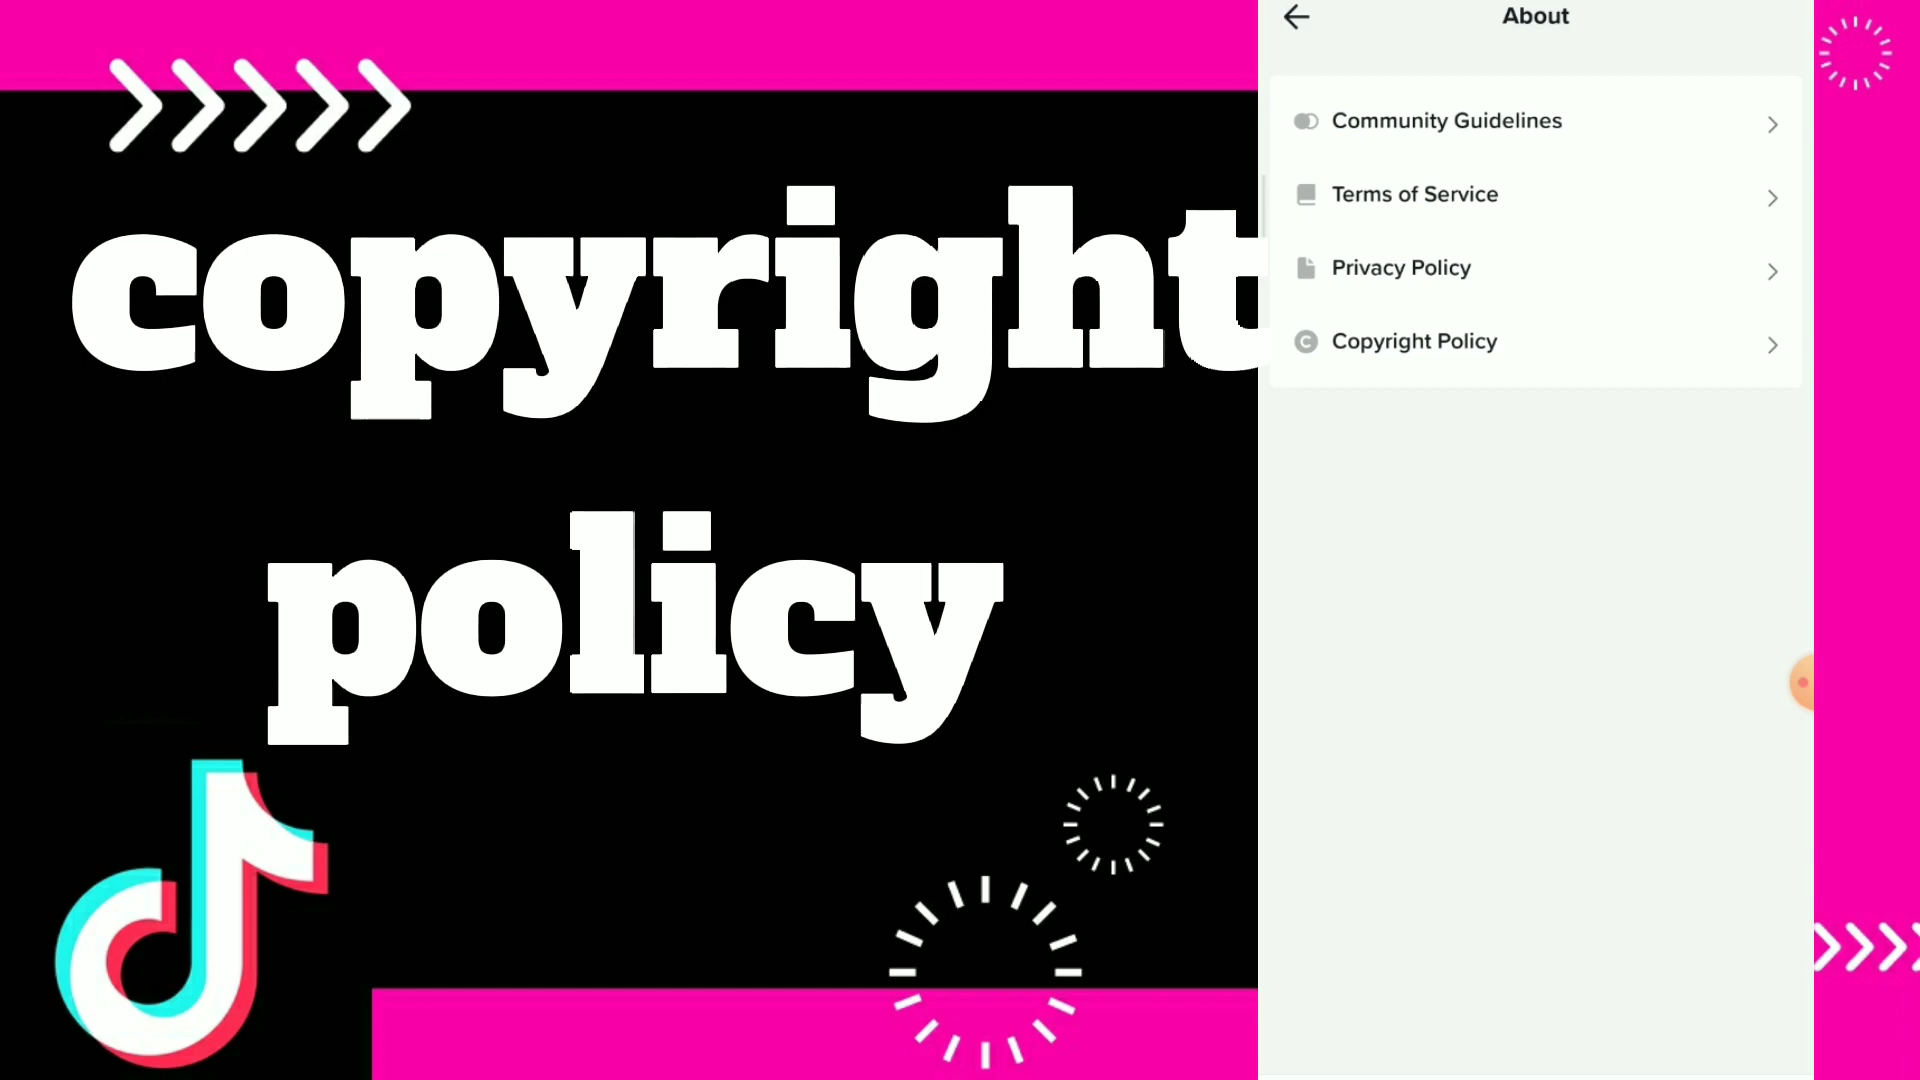 copyright
policy
About
Community Guidelines
Terms of Service
Privacy Policy
Copyright Policy